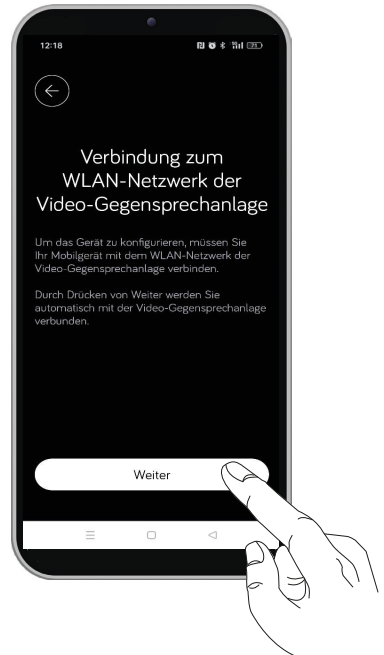 12:18
71
Verbindung zum
WLAN-Netzwerk der
Video-Gegensprechanlage
Um das Gerät zu konfigurieren, müssen Sie
Ihr Mobilgerät mit dem WLAN-Netzwerk der
Video-Gegensprechanlage verbinden.
Durch Drücken von Weiter werden Sie
automatisch mit der Video-Gegensprechanlage
verbunden.
Weiter